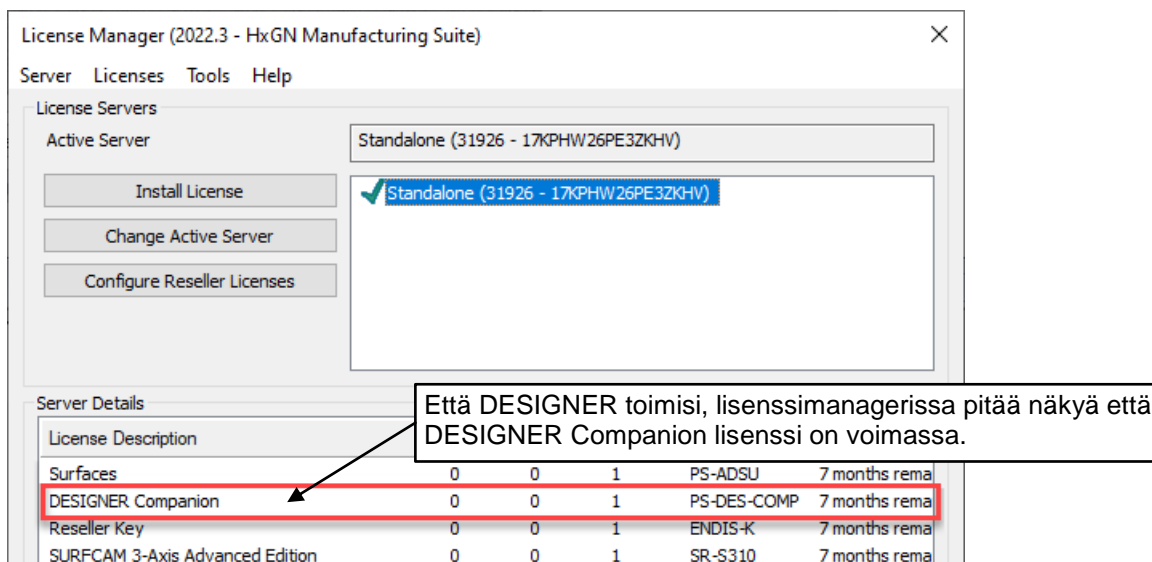 License Manager (2022.3 - HxGN Manufacturing Suite)
Server Licenses Tools Help
License Servers
Active Server Standalone (31926 - 17KPHW26PE3ZKHV)
Install License Standalone (31926 - 17KPHW26PE3ZKHV)
Change Active Server
Configure Reseller Licenses
Server Details
Että DESIGNER toimisi, lisenssimanagerissa pitää näkyä että
DESIGNER Companion lisenssi on voimassa.
License Description
Surfaces 0 0 1 PS-ADSU 7 months rema
DESIGNER Companion 0 0 1 PS-DES-COMP 7 months rema
Reseller Key 0 0 1 ENDIS-K 7 months rema
SURFCAM 3-Axis Advanced Edition 0 0 1 SR-S310 7 months rema